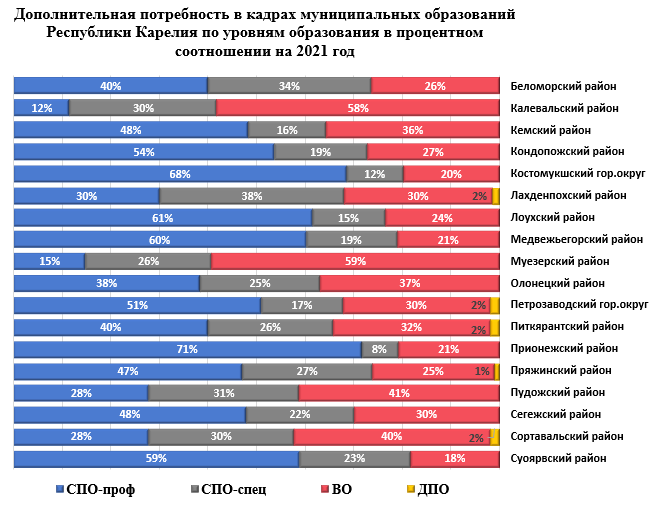 Дополнительная потребность в кадрах муниципальных образований
Республики Карелия по уровням образования в процентном
соотношении на 2021 год
40% 34% 26% Беломорский район
12% 30% 58% Калевальский район
48% 16% 36% Кемский район
54% 19% 27% Кондопожский район
68% 12% 20% Костомукшский гор.округ
30% 38% 30% 2% Лахденпохский район
61% 15% 24% Лоухский район
60% 19% 21% Медвежьегорский район
15% 26% 59% Муезерский район
38% 25% 37% Олонецкий район
51% 17% 30% 2% Петрозаводский гор.округ
40% 26% 32% 2% Питкярантский район
71% 8% 21% Прионежский район
47% 27% 25% 1% Пряжинский район
28% 31% 41% Пудожский район
48% 22% 30% Сегежский район
28% 30% 40% 2% Сортавальский район
59% 23% 18% Суоярвский район
СПО-проф СПО-спец ВО ДПО